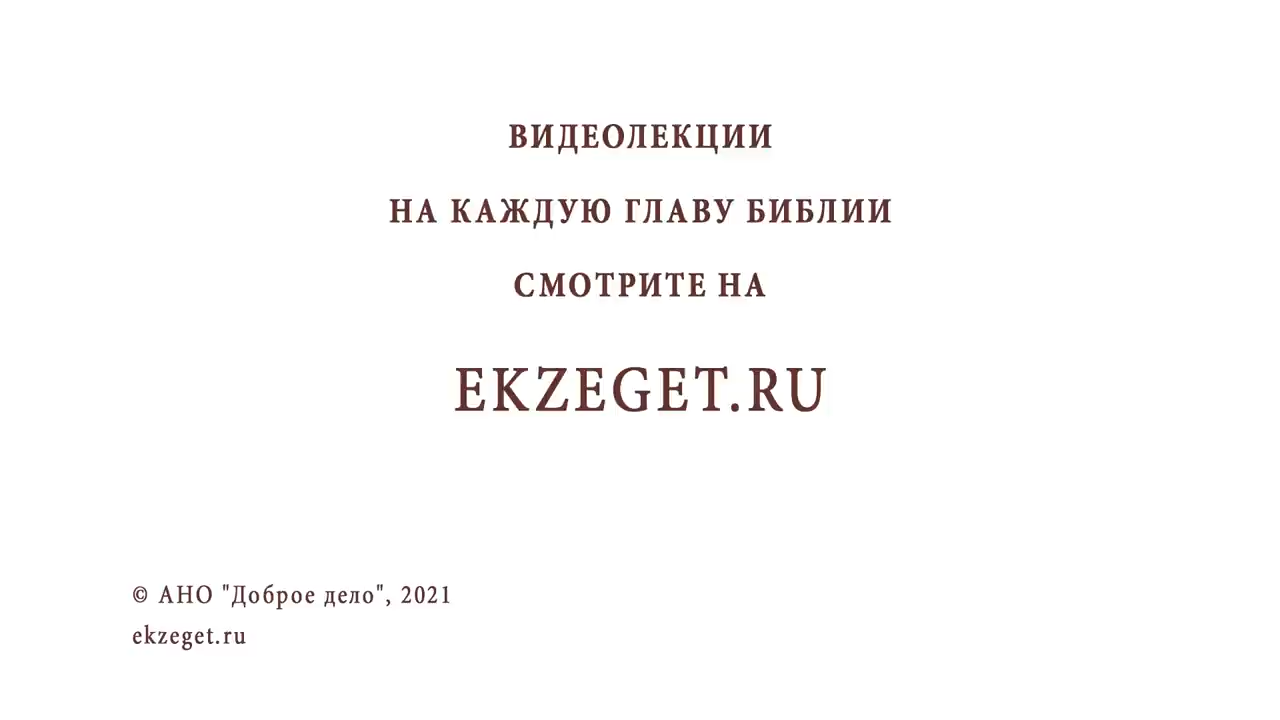 ВИДЕОЛЕКЦИИ
НА КАЖДУЮ ГЛАВУ БИБЛИИ
СМОТРИТЕ НА
EKZEGET.RU
© АНО "Доброе дело", 2021
ekzeget.ru